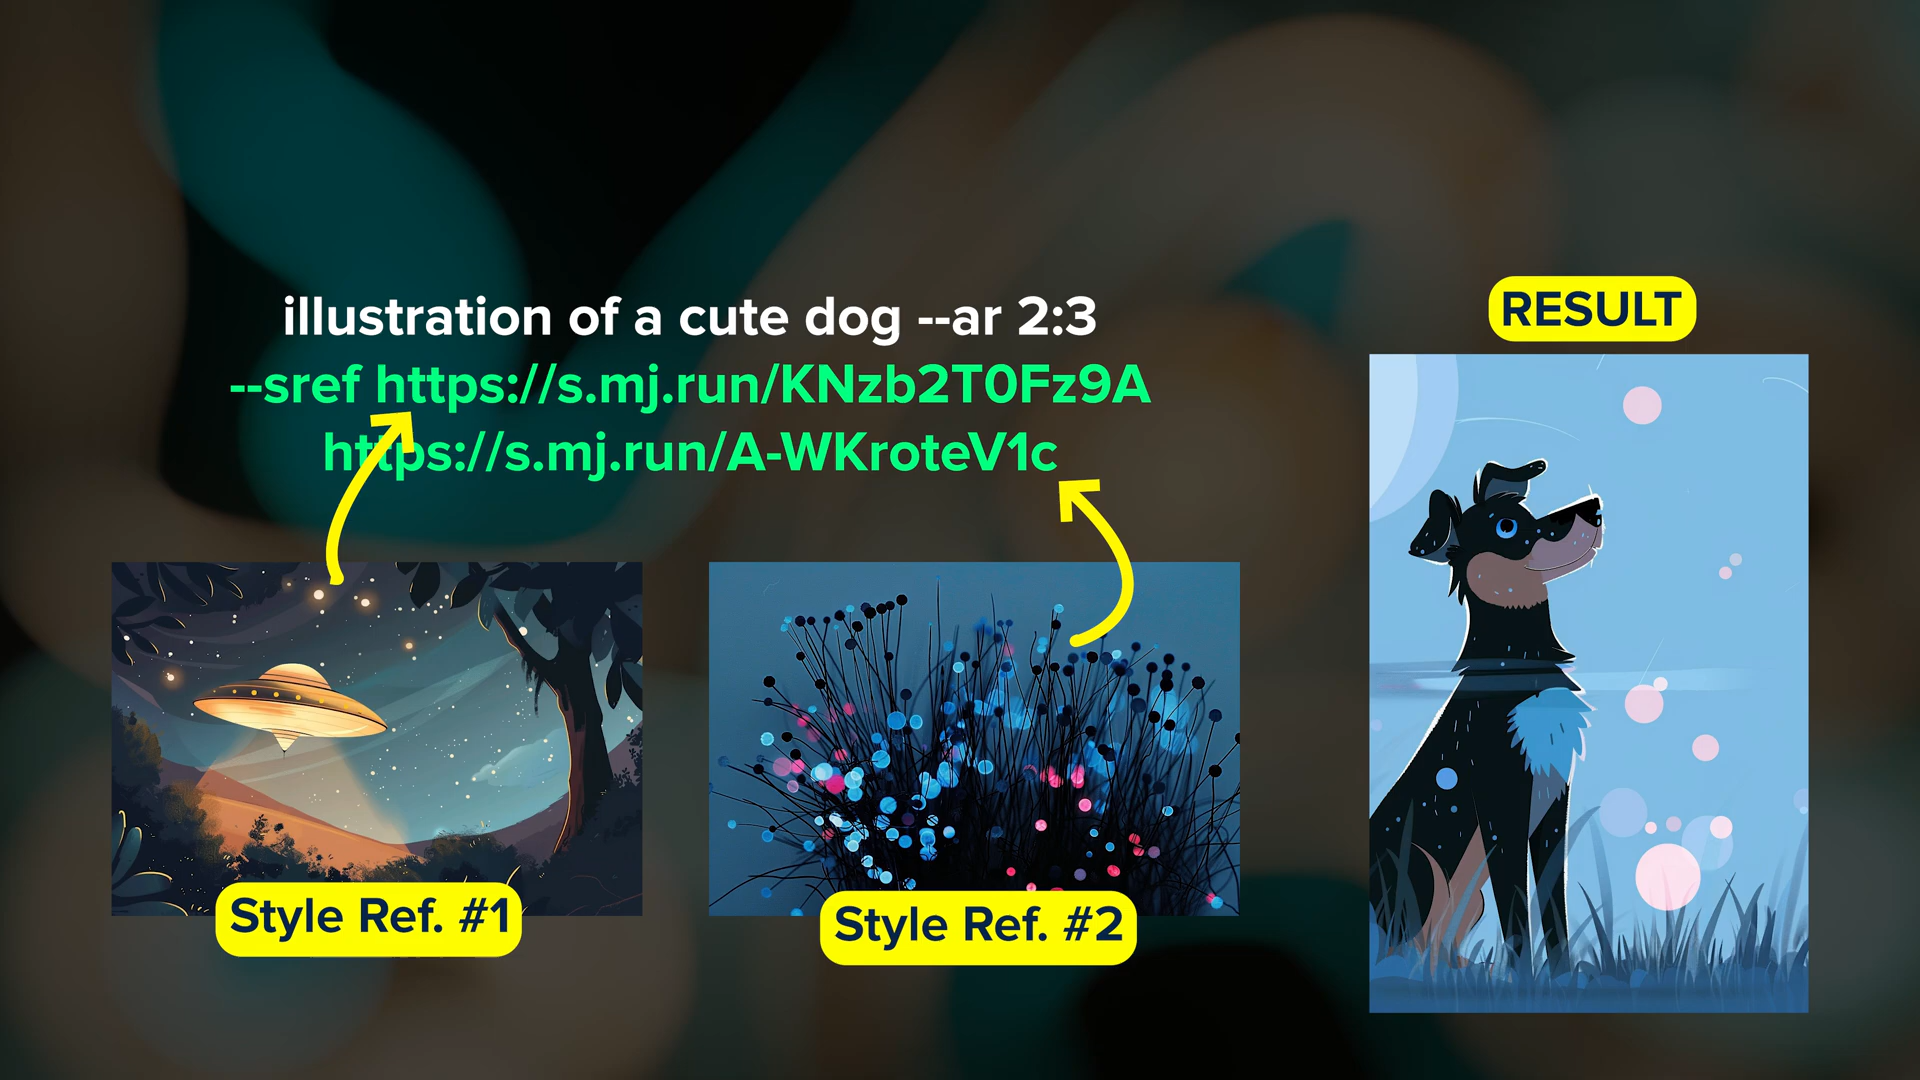 illustration of a cute dog --ar 2:3
--sref https://s.mj.run/KNzb2T0Fz9A
https://s.mj.run/A-WKroteV1c
RESULT
Style Ref. #1
Style Ref. #2